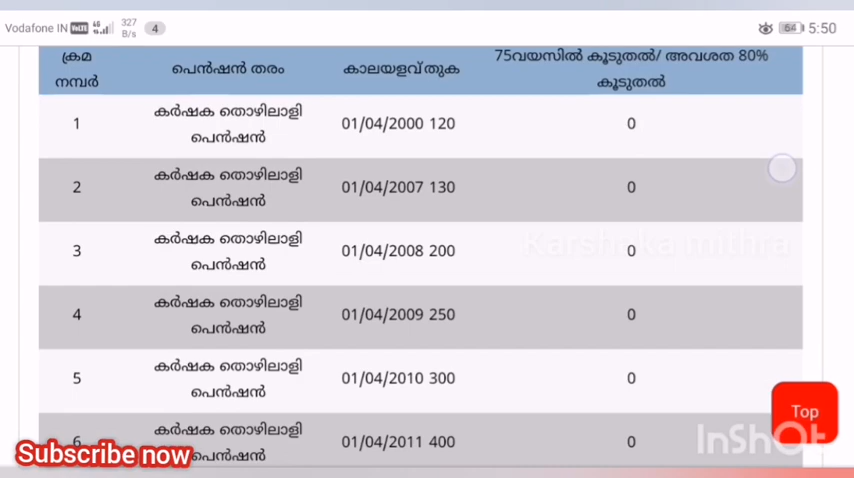 Vodafone IN VoLTE 4G 327 B/s 4 64 5:50
ക്രമ നമ്പർ പെൻഷൻ തരം കാലയളവ് തുക 75വയസിൽ കൂടുതൽ/ അവശത 80% കൂടുതൽ
1 കർഷക തൊഴിലാളി പെൻഷൻ 01/04/2000 120 0
2 കർഷക തൊഴിലാളി പെൻഷൻ 01/04/2007 130 0
Karshaka mithra
3 കർഷക തൊഴിലാളി പെൻഷൻ 01/04/2008 200 0
4 കർഷക തൊഴിലാളി പെൻഷൻ 01/04/2009 250 0
5 കർഷക തൊഴിലാളി പെൻഷൻ 01/04/2010 300 0
Top
6 കർഷക തൊഴിലാളി പെൻഷൻ 01/04/2011 400 0
InShOt
Subscribe now